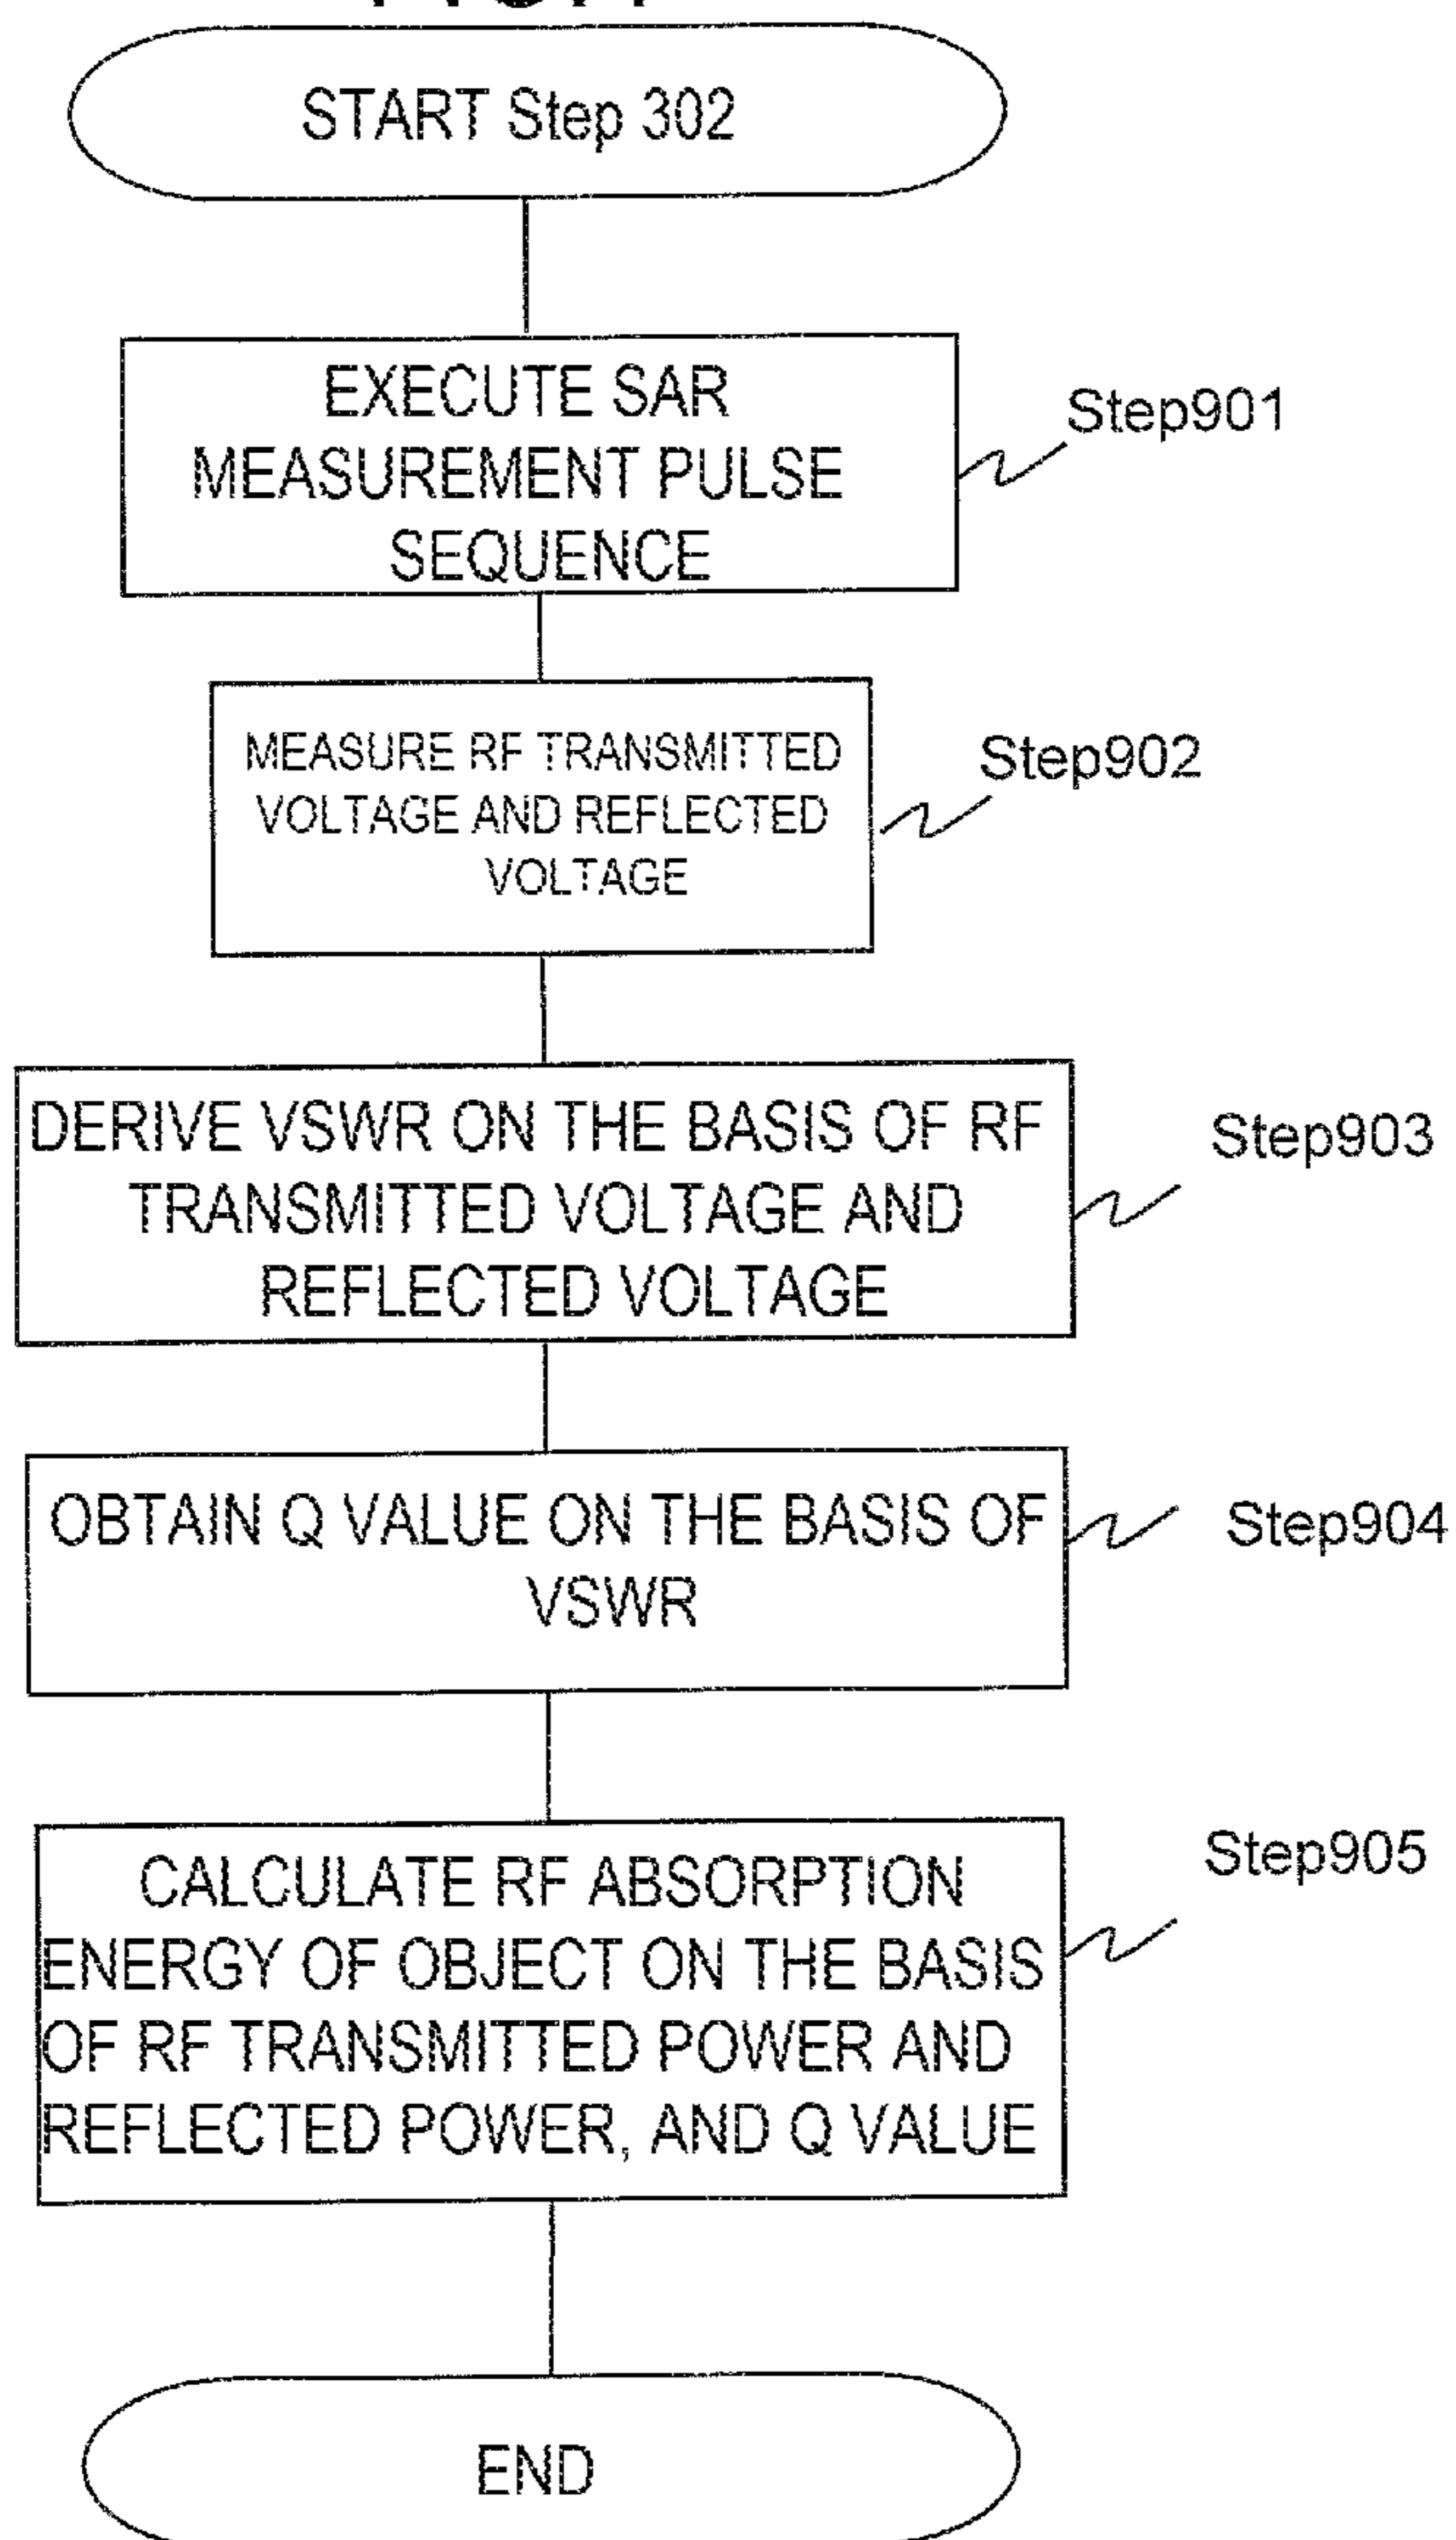 START Step 302
EXECUTE SAR
MEASUREMENT PULSE
SEQUENCE
Step901
MEASURE RF TRANSMITTED
VOLTAGE AND REFLECTED
VOLTAGE
Step902
DERIVE VSWR ON THE BASIS OF RF
TRANSMITTED VOLTAGE AND
REFLECTED VOLTAGE
Step903
OBTAIN Q VALUE ON THE BASIS OF
VSWR
Step904
CALCULATE RF ABSORPTION
ENERGY OF OBJECT ON THE BASIS
OF RF TRANSMITTED POWER AND
REFLECTED POWER, AND Q VALUE
Step905
END